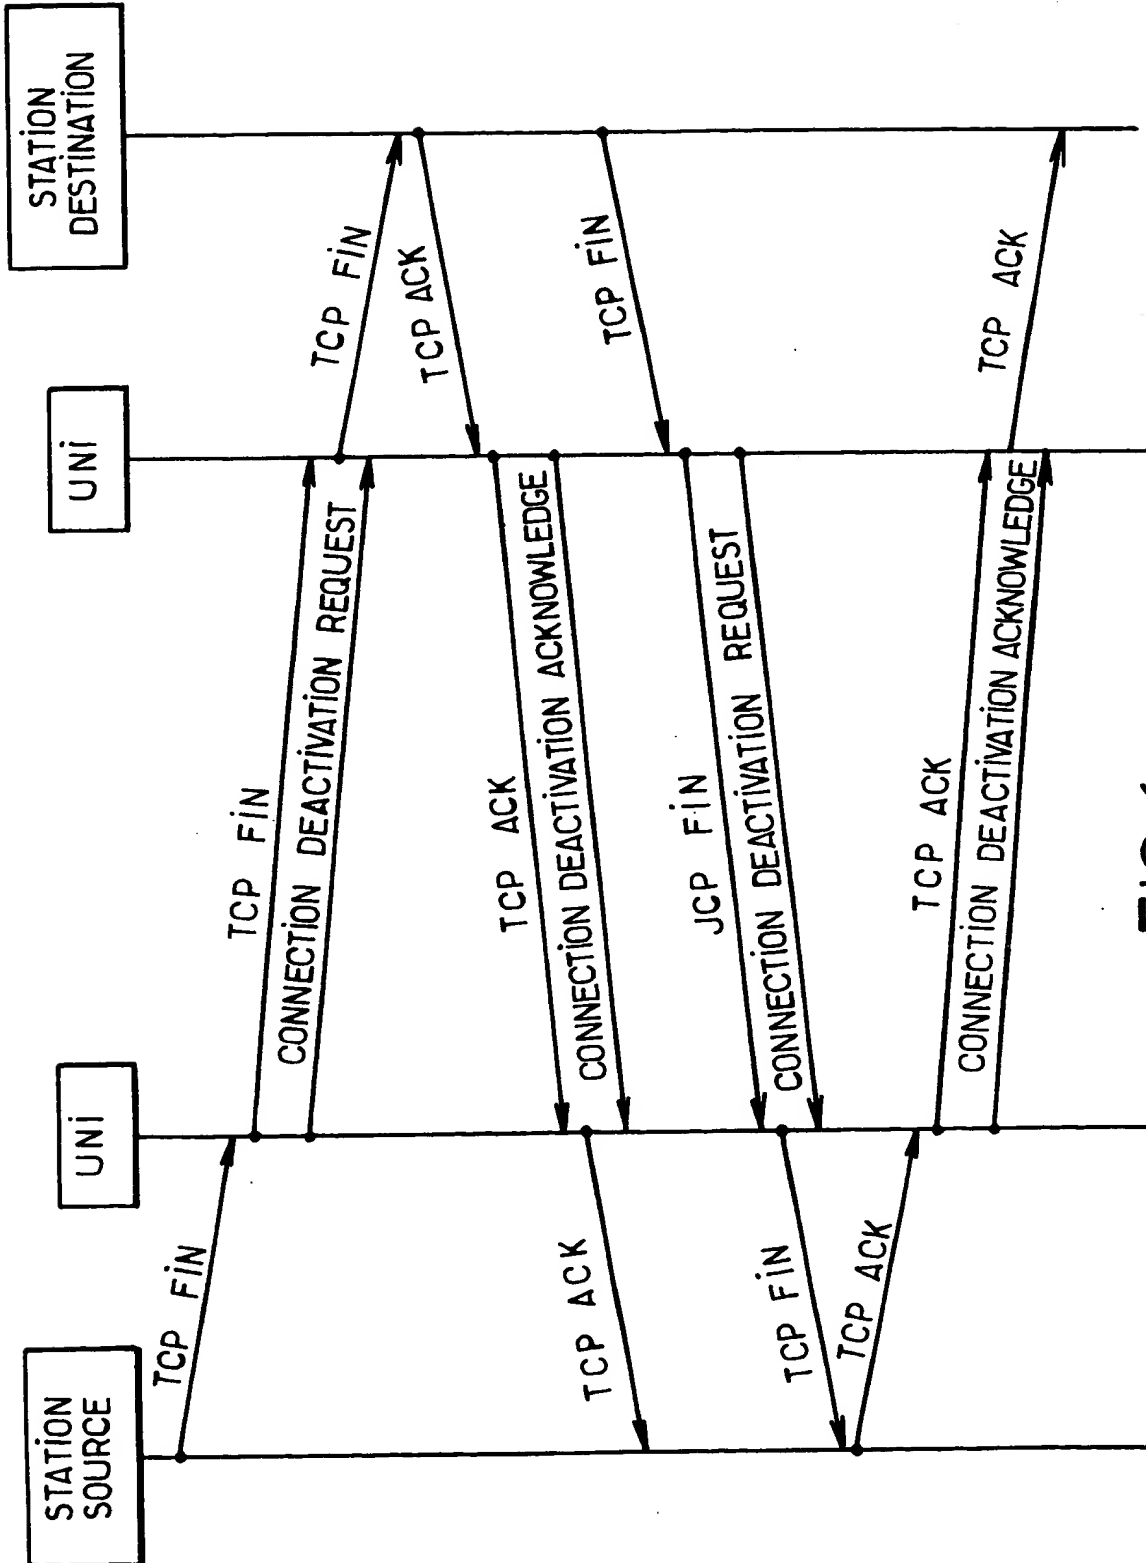 STATION
SOURCE
UNI
UNI
STATION
DESTINATION
TCP FIN
TCP FIN
CONNECTION DEACTIVATION REQUEST
TCP FIN
TCP ACK
TCP ACK
CONNECTION DEACTIVATION ACKNOWLEDGE
TCP ACK
TCP FIN
JCP FIN
CONNECTION DEACTIVATION REQUEST
TCP FIN
TCP ACK
TCP ACK
CONNECTION DEACTIVATION ACKNOWLEDGE
TCP ACK